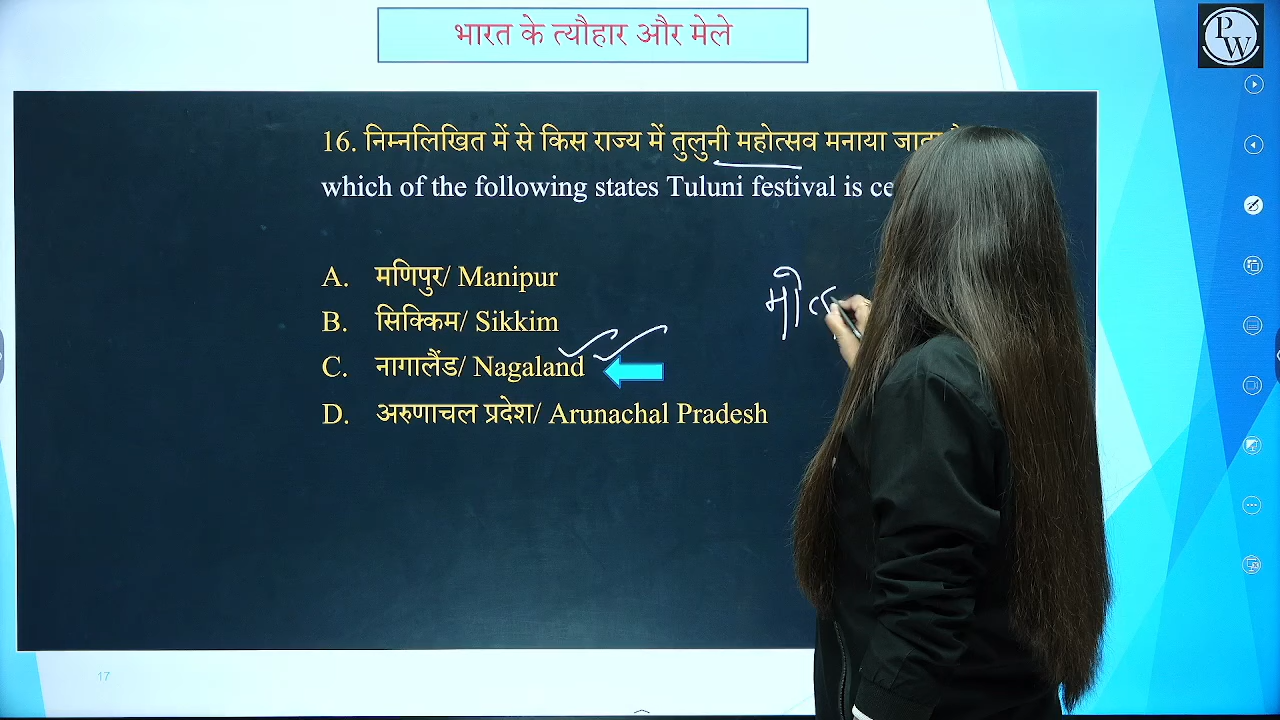 भारत के त्यौहार और मेले
PW
16. निम्नलिखित में से किस राज्य में तुलुनी महोत्सव मनाया
which of the following states Tuluni festival is
A. मणिपुर/ Manipur
B. सिक्किम/ Sikkim
C. नागालैंड/ Nagaland
D. अरुणाचल प्रदेश/ Arunachal Pradesh
17